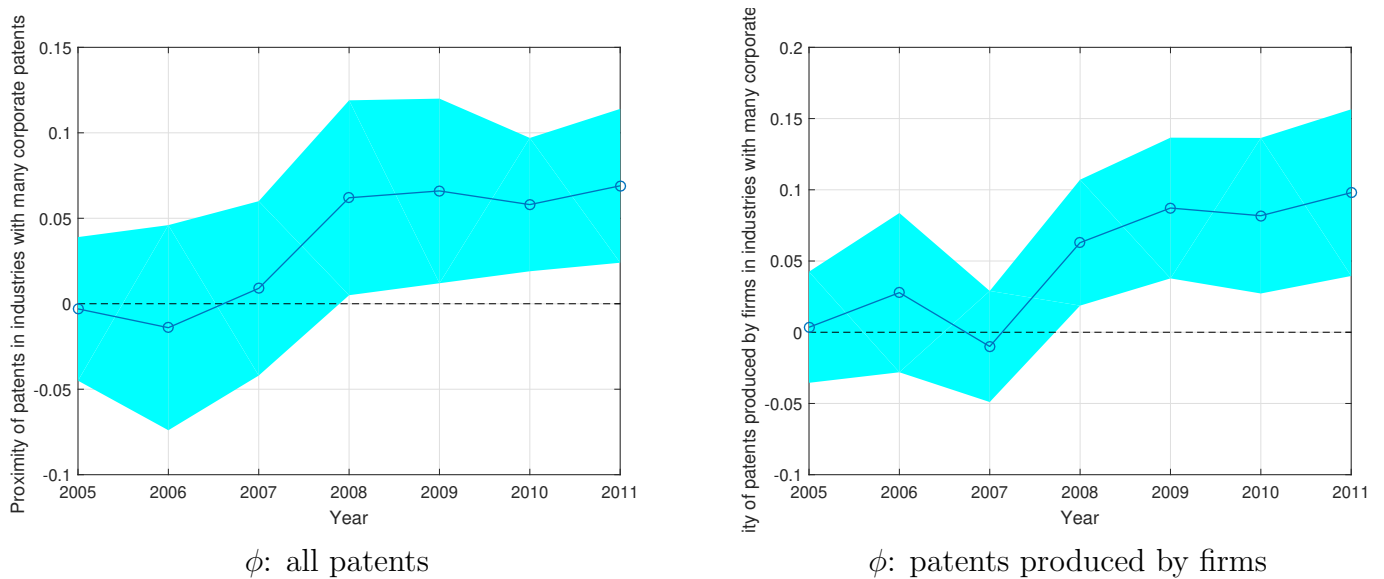 Proximity of patents in industries with many corporate patents
0.15
0.1
0.05
0
-0.05
-0.1
2005 2006 2007 2008 2009 2010 2011
Year
ϕ: all patents
ity of patents produced by firms in industries with many corporate
0.2
0.15
0.1
0.05
0
-0.05
-0.1
2005 2006 2007 2008 2009 2010 2011
Year
ϕ: patents produced by firms